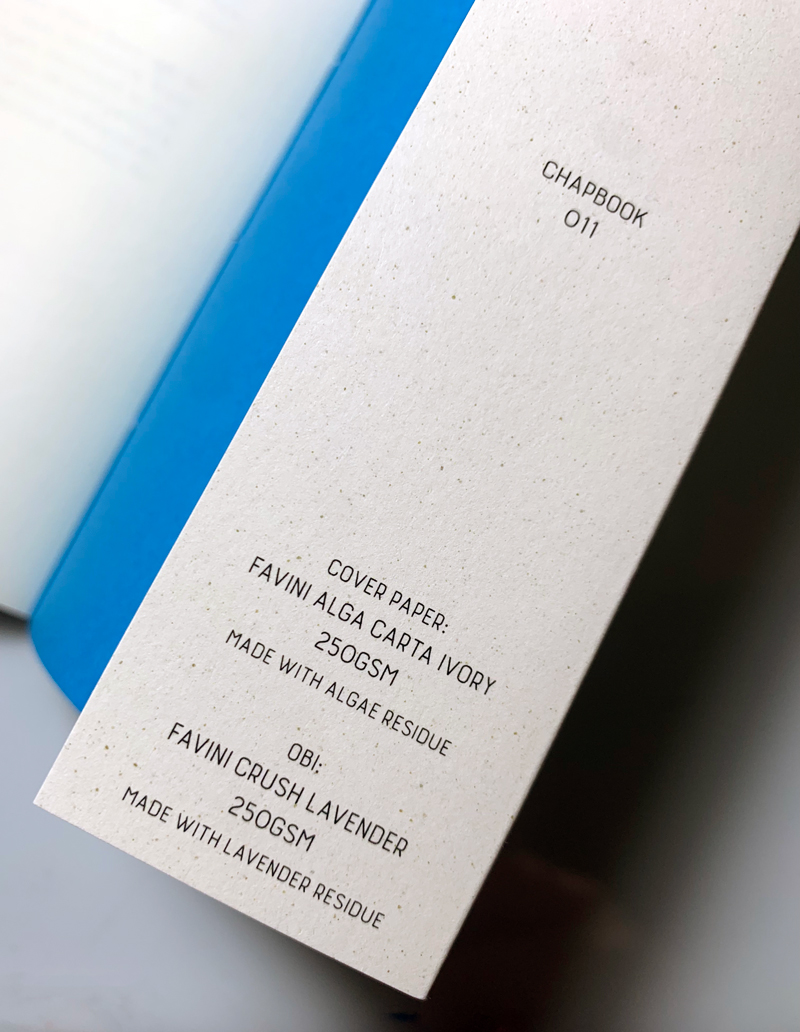 CHAPBOOK
011
COVER PAPER:
FAVINI ALGA CARTA IVORY
250GSM
MADE WITH ALGAE RESIDUE
OBI:
FAVINI CRUSH LAVENDER
250GSM
MADE WITH LAVENDER RESIDUE